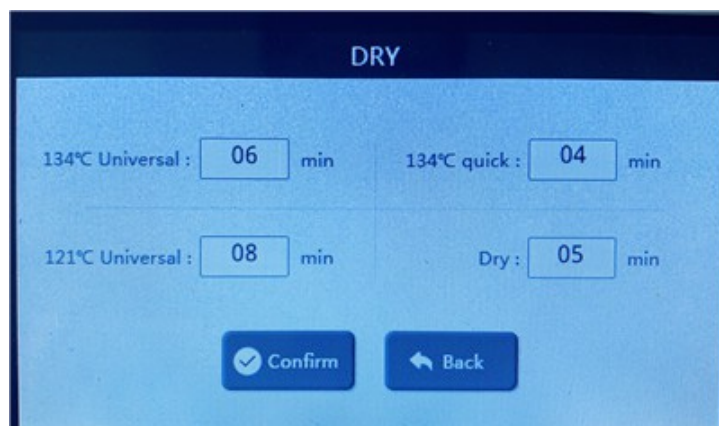 DRY
134℃ Universal : 06 min 134℃ quick : 04 min
121℃ Universal : 08 min Dry : 05 min
Confirm Back